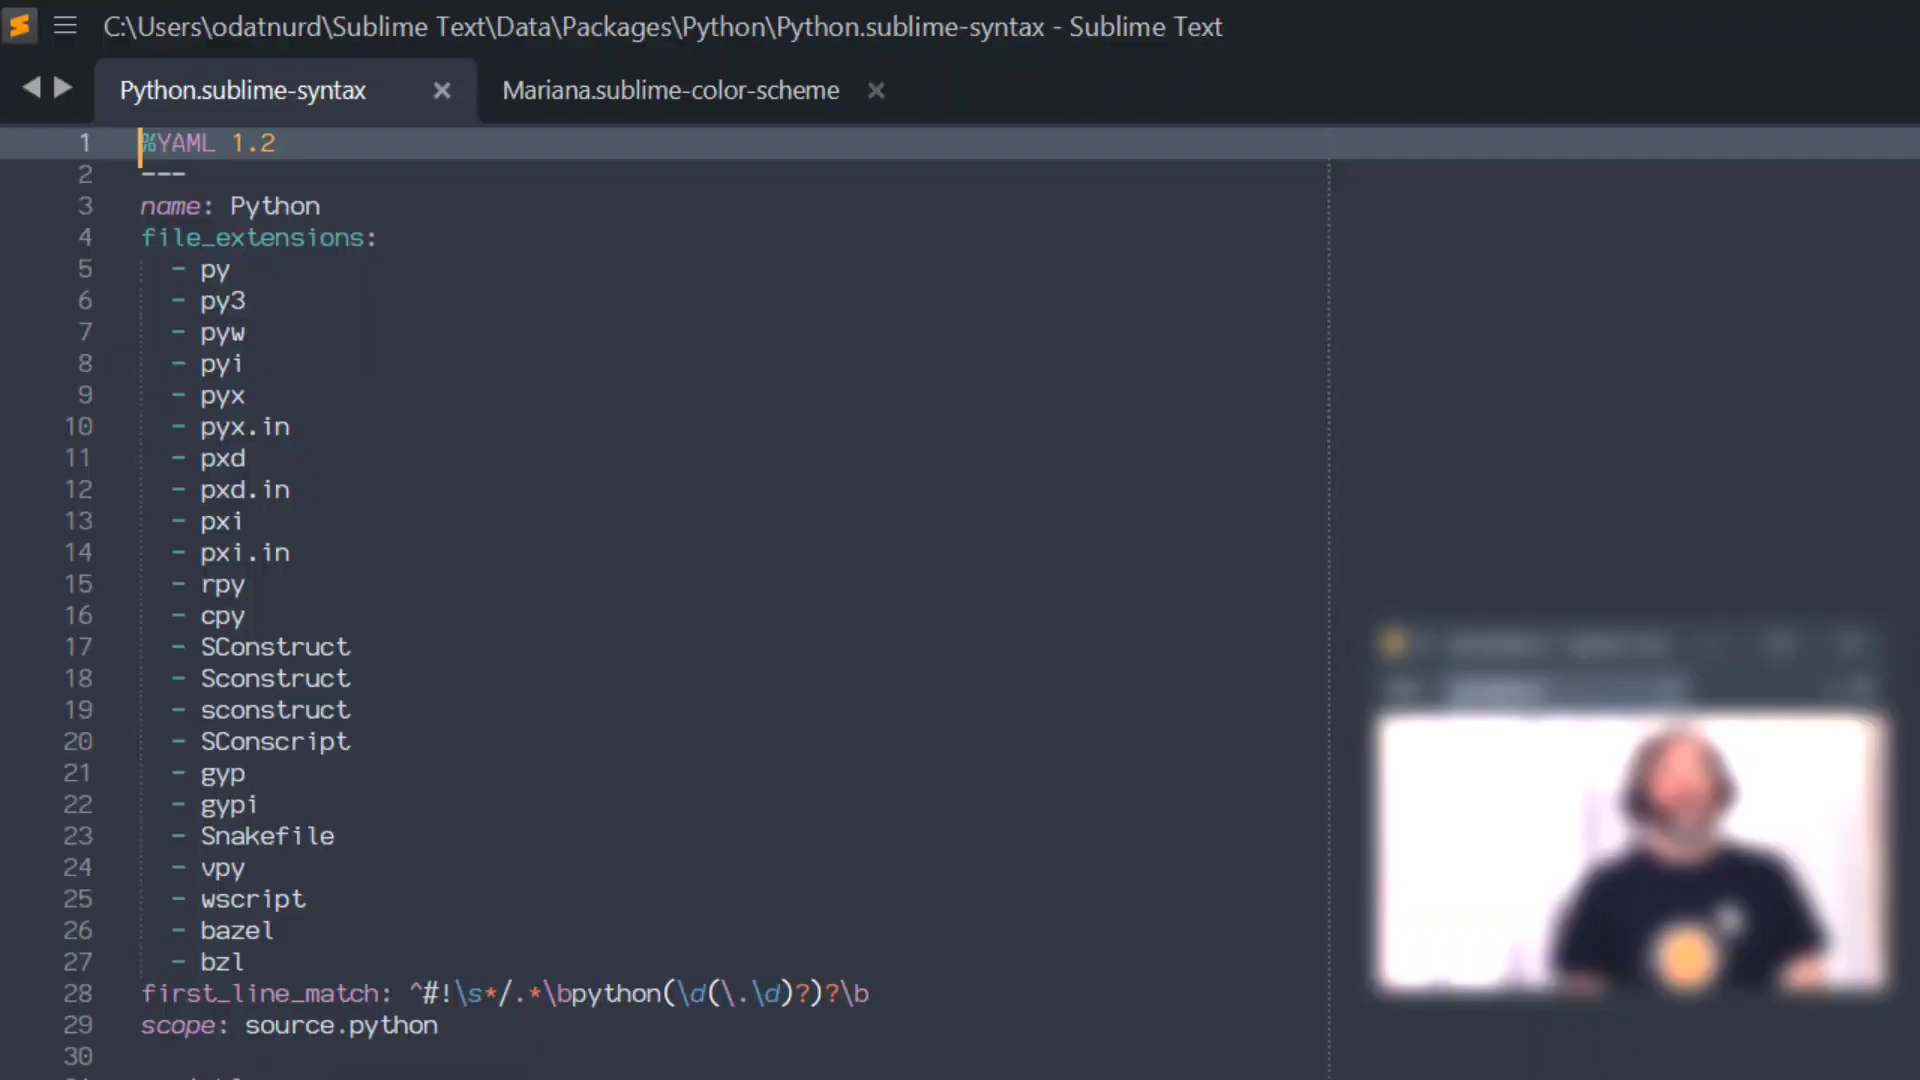 C:\Users\odatnurd\Sublime Text\Data\Packages\Python\Python.sublime-syntax - Sublime Text
Python.sublime-syntax
Mariana.sublime-color-scheme
1 %YAML 1.2
2 ---
3 name: Python
4 file_extensions:
5 - py
6 - py3
7 - pyw
8 - pyi
9 - pyx
10 - pyx.in
11 - pxd
12 - pxd.in
13 - pxi
14 - pxi.in
15 - rpy
16 - cpy
17 - SConstruct
18 - Sconstruct
19 - sconstruct
20 - SConscript
21 - gyp
22 - gypi
23 - Snakefile
24 - vpy
25 - wscript
26 - bazel
27 - bzl
28 first_line_match: ^#!\s*/.*\bpython(\d(\.\d)?)?\b
29 scope: source.python
30